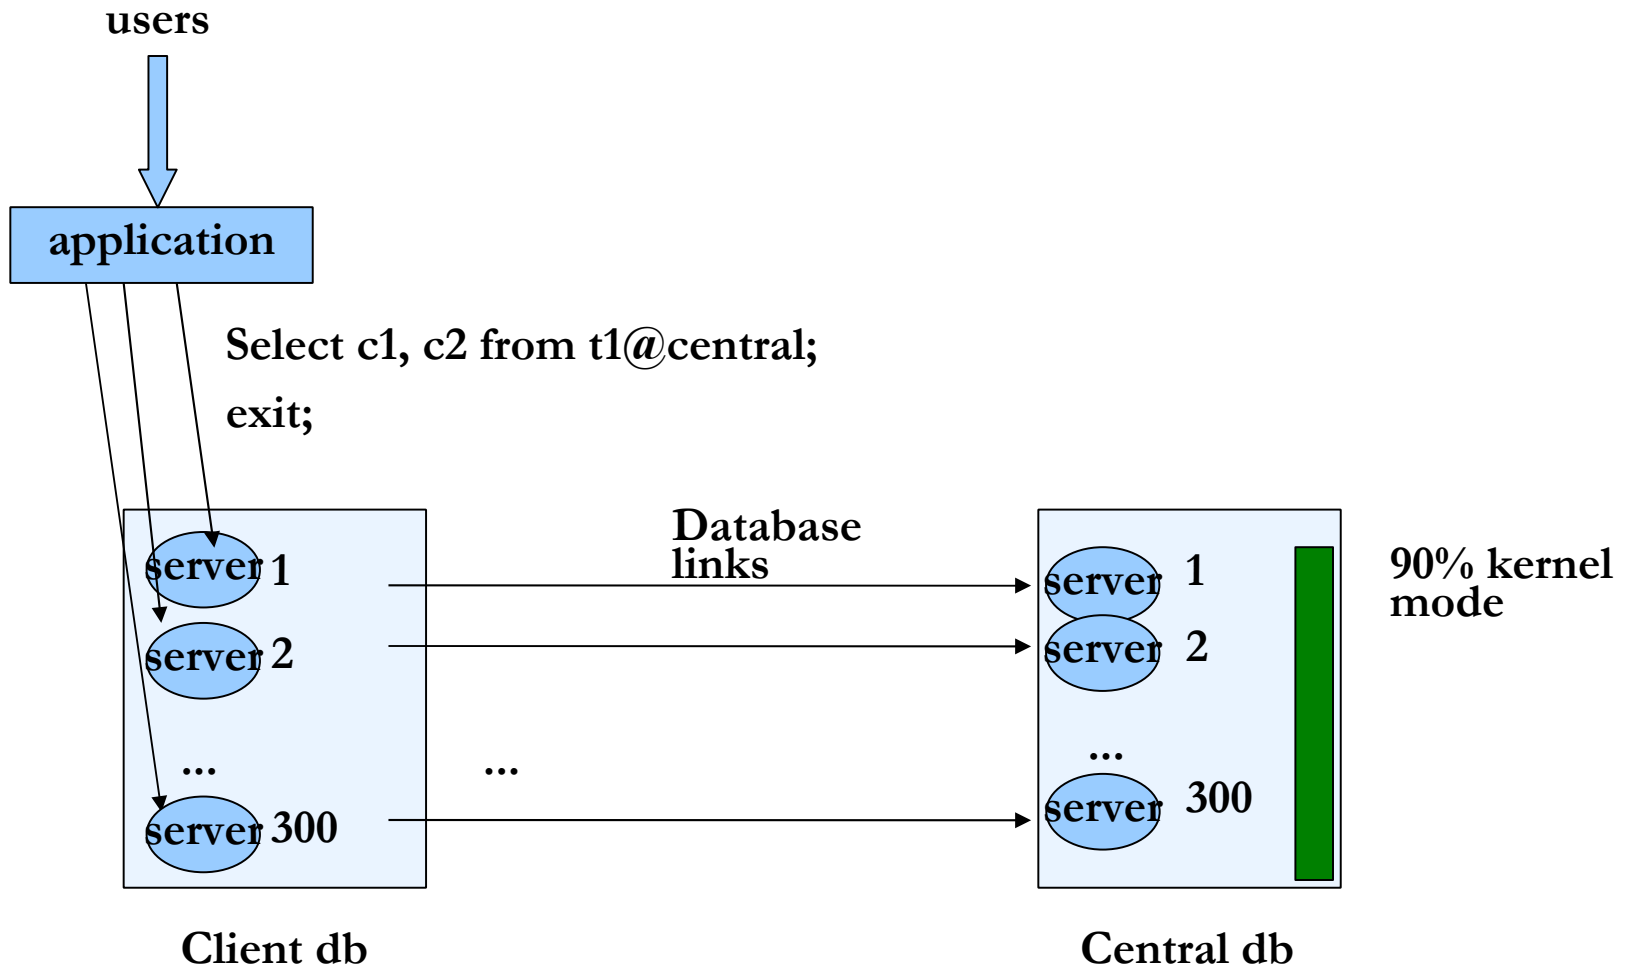 users
application
Select c1, c2 from t1@central;
exit;
Database
links
server 1
server 2
...
server 300
...
server 1
server 2
...
server 300
90% kernel
mode
Client db
Central db